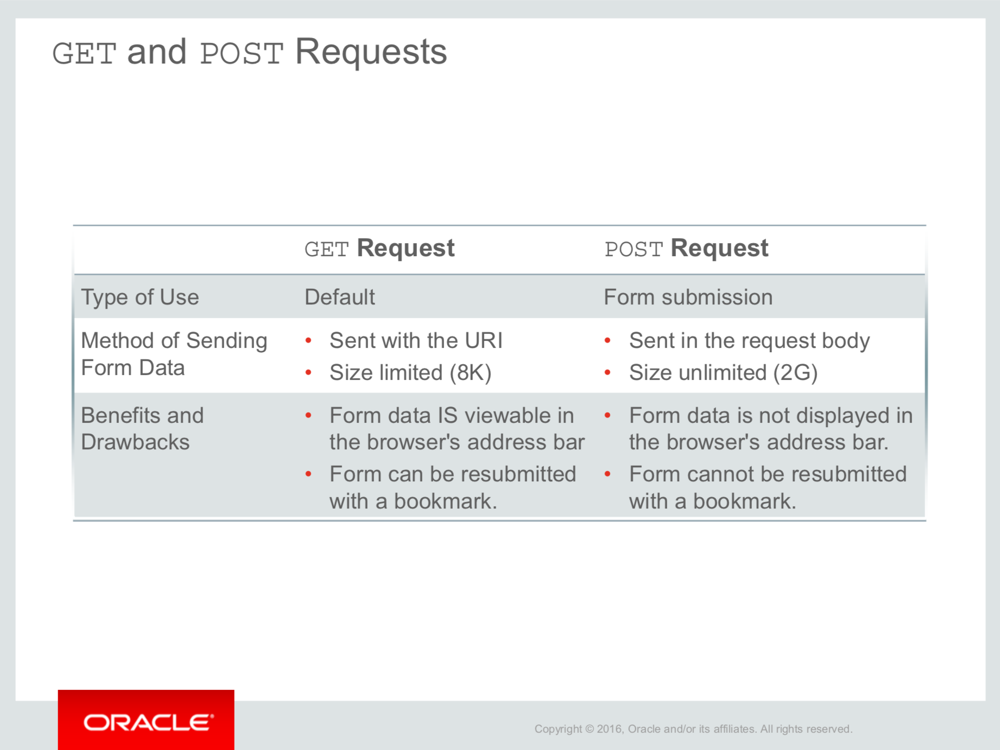 GET and POST Requests
GET Request
POST Request
Type of Use
Default
Form submission
Method of Sending
Form Data
• Sent with the URI
• Size limited (8K)
• Sent in the request body
• Size unlimited (2G)
Benefits and
Drawbacks
• Form data IS viewable in
the browser's address bar
• Form can be resubmitted
with a bookmark.
• Form data is not displayed in
the browser's address bar.
• Form cannot be resubmitted
with a bookmark.
ORACLE®
Copyright © 2016, Oracle and/or its affiliates. All rights reserved.